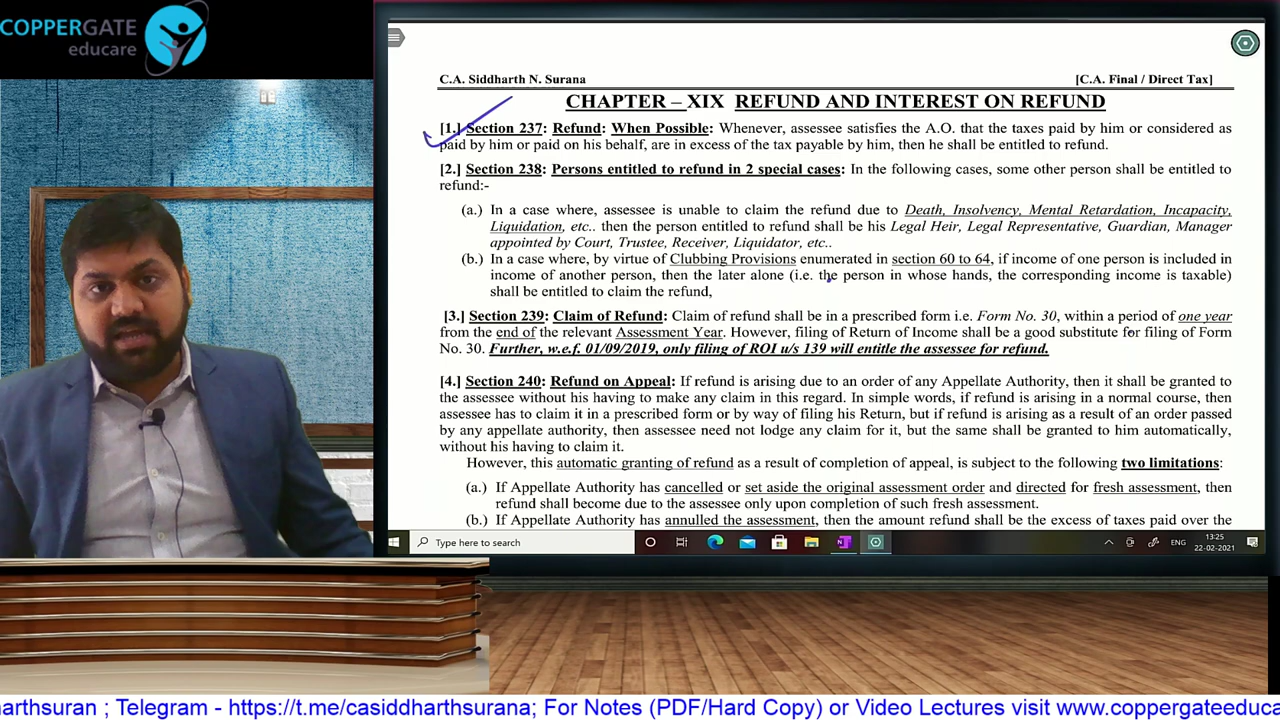 COPPERGATE
educare
C.A. Siddharth N. Surana [C.A. Final / Direct Tax]
CHAPTER – XIX REFUND AND INTEREST ON REFUND
[1.] Section 237: Refund: When Possible: Whenever, assessee satisfies the A.O. that the taxes paid by him or considered as
paid by him or paid on his behalf, are in excess of the tax payable by him, then he shall be entitled to refund.
[2.] Section 238: Persons entitled to refund in 2 special cases: In the following cases, some other person shall be entitled to
refund:-
(a.) In a case where, assessee is unable to claim the refund due to Death, Insolvency, Mental Retardation, Incapacity,
Liquidation, etc.. then the person entitled to refund shall be his Legal Heir, Legal Representative, Guardian, Manager
appointed by Court, Trustee, Receiver, Liquidator, etc..
(b.) In a case where, by virtue of Clubbing Provisions enumerated in section 60 to 64, if income of one person is included in
income of another person, then the later alone (i.e. the person in whose hands, the corresponding income is taxable)
shall be entitled to claim the refund,
[3.] Section 239: Claim of Refund: Claim of refund shall be in a prescribed form i.e. Form No. 30, within a period of one year
from the end of the relevant Assessment Year. However, filing of Return of Income shall be a good substitute for filing of Form
No. 30. Further, w.e.f. 01/09/2019, only filing of ROI u/s 139 will entitle the assessee for refund.
[4.] Section 240: Refund on Appeal: If refund is arising due to an order of any Appellate Authority, then it shall be granted to
the assessee without his having to make any claim in this regard. In simple words, if refund is arising in a normal course, then
assessee has to claim it in a prescribed form or by way of filing his Return, but if refund is arising as a result of an order passed
by any appellate authority, then assessee need not lodge any claim for it, but the same shall be granted to him automatically,
without his having to claim it.
However, this automatic granting of refund as a result of completion of appeal, is subject to the following two limitations:
(a.) If Appellate Authority has cancelled or set aside the original assessment order and directed for fresh assessment, then
refund shall become due to the assessee only upon completion of such fresh assessment.
(b.) If Appellate Authority has annulled the assessment, then the amount refund shall be the excess of taxes paid over the
Type here to search
ENG
13:25
22-02-2021
arthsuran ; Telegram - https://t.me/casiddharthsurana; For Notes (PDF/Hard Copy) or Video Lectures visit www.coppergateeduca